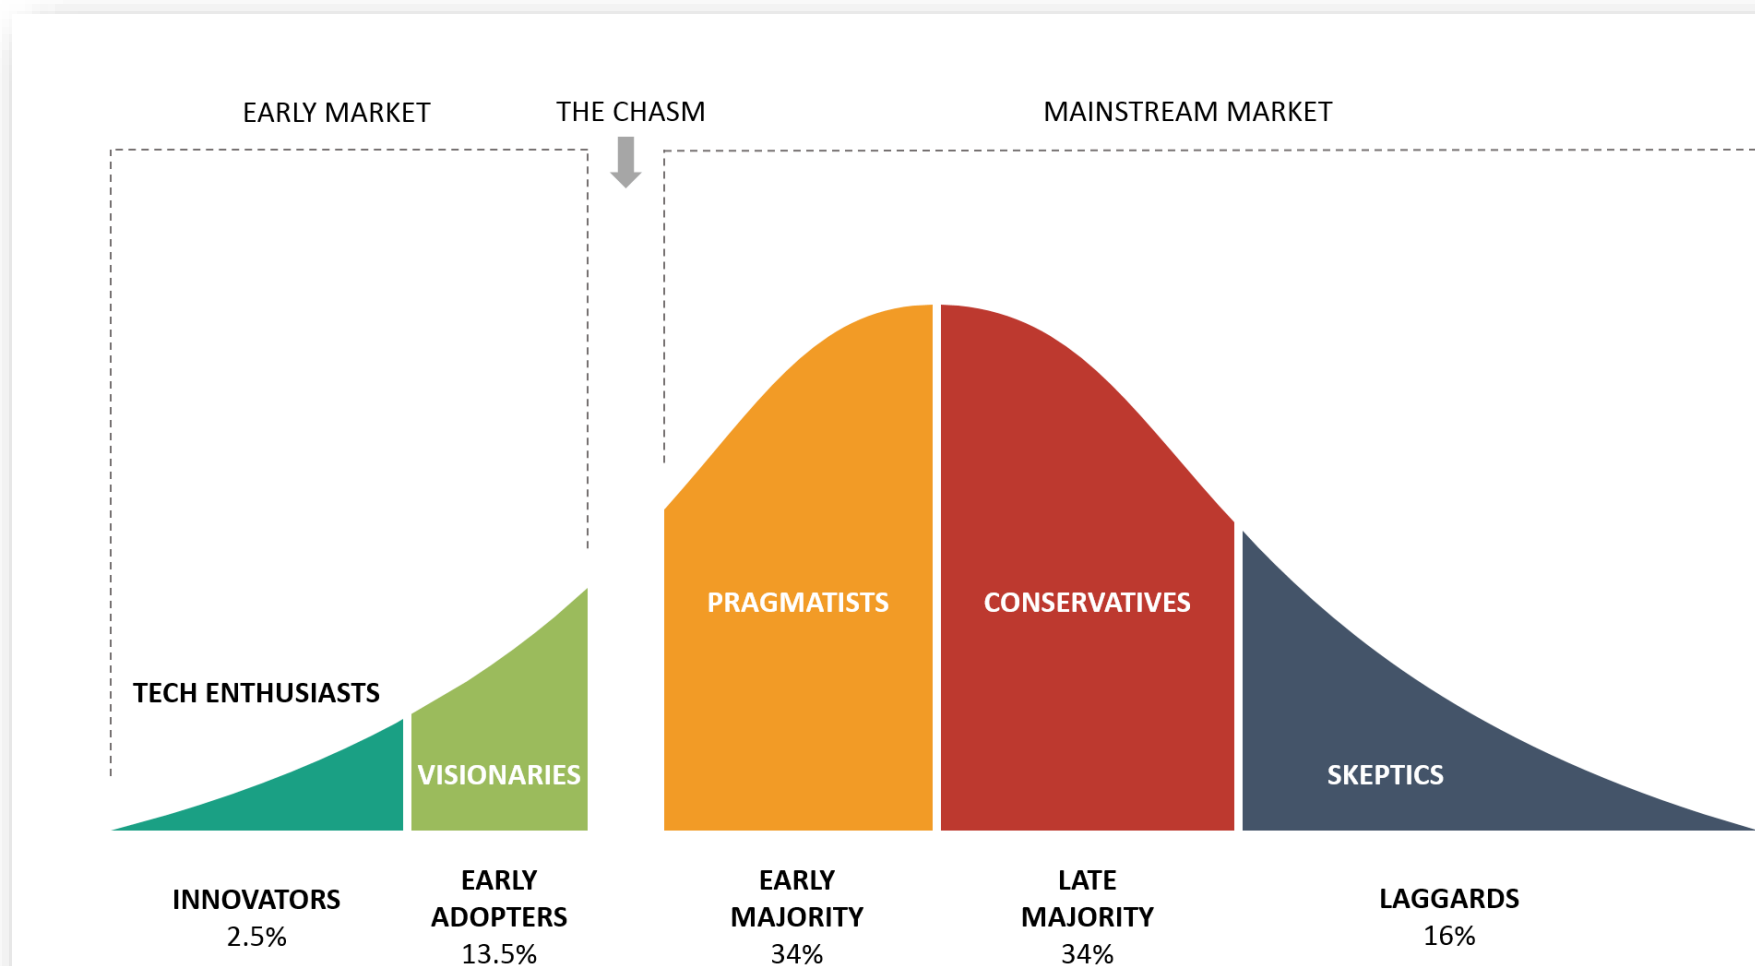 EARLY MARKET
THE CHASM
MAINSTREAM MARKET
TECH ENTHUSIASTS
VISIONARIES
PRAGMATISTS
CONSERVATIVES
SKEPTICS
INNOVATORS
2.5%
EARLY
ADOPTERS
13.5%
EARLY
MAJORITY
34%
LATE
MAJORITY
34%
LAGGARDS
16%